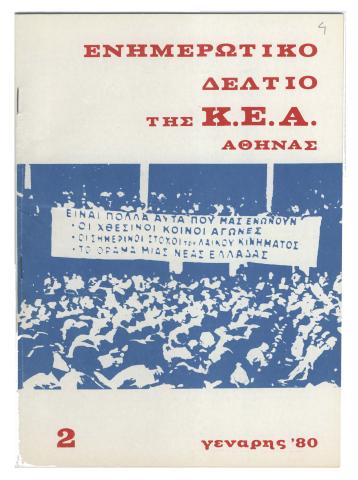 4
ΕΝΗΜΕΡΩΤΙΚΟ
ΔΕΛΤΙΟ
ΤΗΣ Κ.Ε.Α.
ΑΘΗΝΑΣ
ΕΙΝΑΙ ΠΟΛΛΑ ΑΥΤΑ ΠΟΥ ΜΑΣ ΕΝΩΝΟΥΝ
• ΟΙ ΧΘΕΣΙΝΟΙ ΚΟΙΝΟΙ ΑΓΩΝΕΣ
• ΟΙ ΣΗΜΕΡΙΝΟΙ ΣΤΟΧΟΙ του ΛΑΪΚΟΥ ΚΙΝΗΜΑΤΟΣ
• ΤΟ ΟΡΑΜΑ ΜΙΑΣ ΝΕΑΣ ΕΛΛΑΔΑΣ
2 γεναρης '80